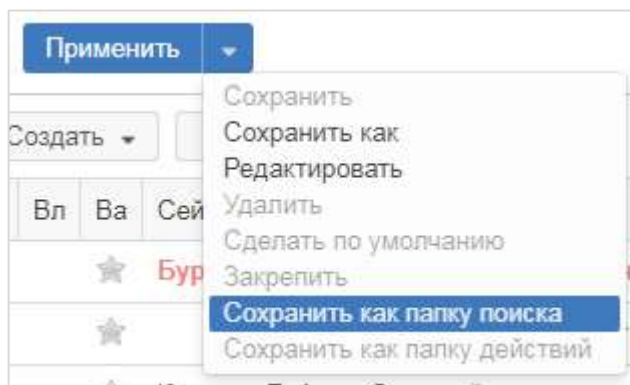 Применить
Сохранить
Создать
Сохранить как
Редактировать
Вл Ва Сей
Удалить
Сделать по умолчанию
Бур
Закрепить
Сохранить как папку поиска
Сохранить как папку действий